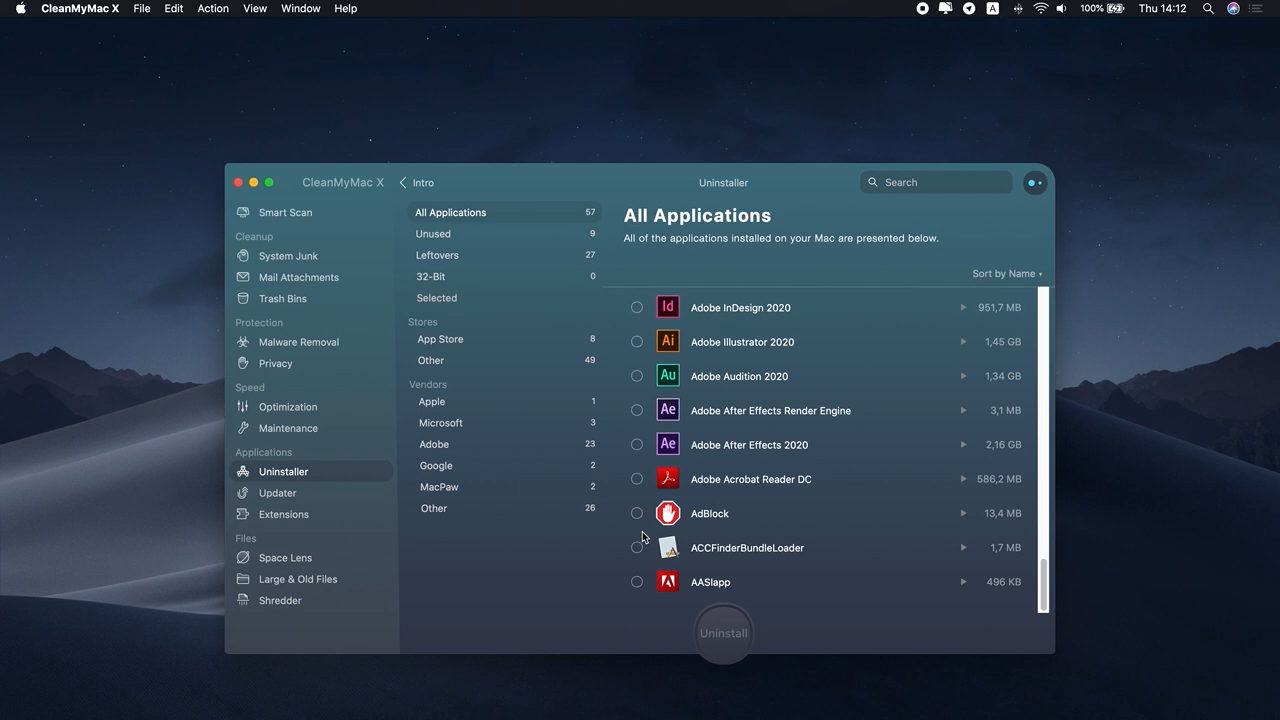 CleanMyMac X File Edit Action View Window Help A 100% Thu 14:12
CleanMyMac X Intro Uninstaller Search
Smart Scan
Cleanup
System Junk
Mail Attachments
Trash Bins
Protection
Malware Removal
Privacy
Speed
Optimization
Maintenance
Applications
Uninstaller
Updater
Extensions
Files
Space Lens
Large & Old Files
Shredder
All Applications 57
Unused 9
Leftovers 27
32-Bit 0
Selected
Stores
App Store 8
Other 49
Vendors
Apple 1
Microsoft 3
Adobe 23
Google 2
MacPaw 2
Other 26
All Applications
All of the applications installed on your Mac are presented below.
Sort by Name
Id Adobe InDesign 2020 951,7 MB
Ai Adobe Illustrator 2020 1,45 GB
Au Adobe Audition 2020 1,34 GB
Ae Adobe After Effects Render Engine 3,1 MB
Ae Adobe After Effects 2020 2,16 GB
Adobe Acrobat Reader DC 586,2 MB
AdBlock 13,4 MB
ACCFinderBundleLoader 1,7 MB
AASIapp 496 KB
Uninstall